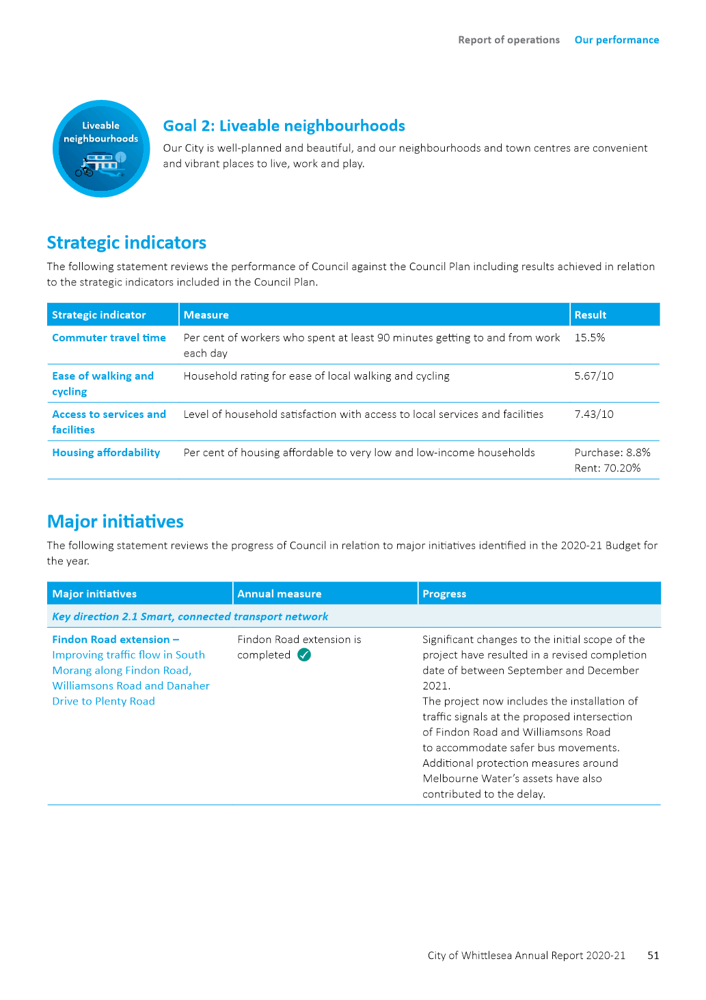 Report of operations Our performance
Liveable
neighbourhoods
Goal 2: Liveable neighbourhoods
Our City is well-planned and beautiful, and our neighbourhoods and town centres are convenient
and vibrant places to live, work and play.
Strategic indicators
The following statement reviews the performance of Council against the Council Plan including results achieved in relation
to the strategic indicators included in the Council Plan.
Strategic indicator Measure Result
Commuter travel time Per cent of workers who spent at least 90 minutes getting to and from work 15.5%
each day
Ease of walking and Household rating for ease of local walking and cycling 5.67/10
cycling
Access to services and Level of household satisfaction with access to local services and facilities 7.43/10
facilities
Housing affordability Per cent of housing affordable to very low and low-income households Purchase: 8.8%
Rent: 70.20%
Major initiatives
The following statement reviews the progress of Council in relation to major initiatives identified in the 2020-21 Budget for
the year.
Major initiatives Annual measure Progress
Key direction 2.1 Smart, connected transport network
Findon Road extension –
Improving traffic flow in South
Morang along Findon Road,
Williamsons Road and Danaher
Drive to Plenty Road
Findon Road extension is
completed
Significant changes to the initial scope of the
project have resulted in a revised completion
date of between September and December
2021.
The project now includes the installation of
traffic signals at the proposed intersection
of Findon Road and Williamsons Road
to accommodate safer bus movements.
Additional protection measures around
Melbourne Water's assets have also
contributed to the delay.
City of Whittlesea Annual Report 2020-21 51